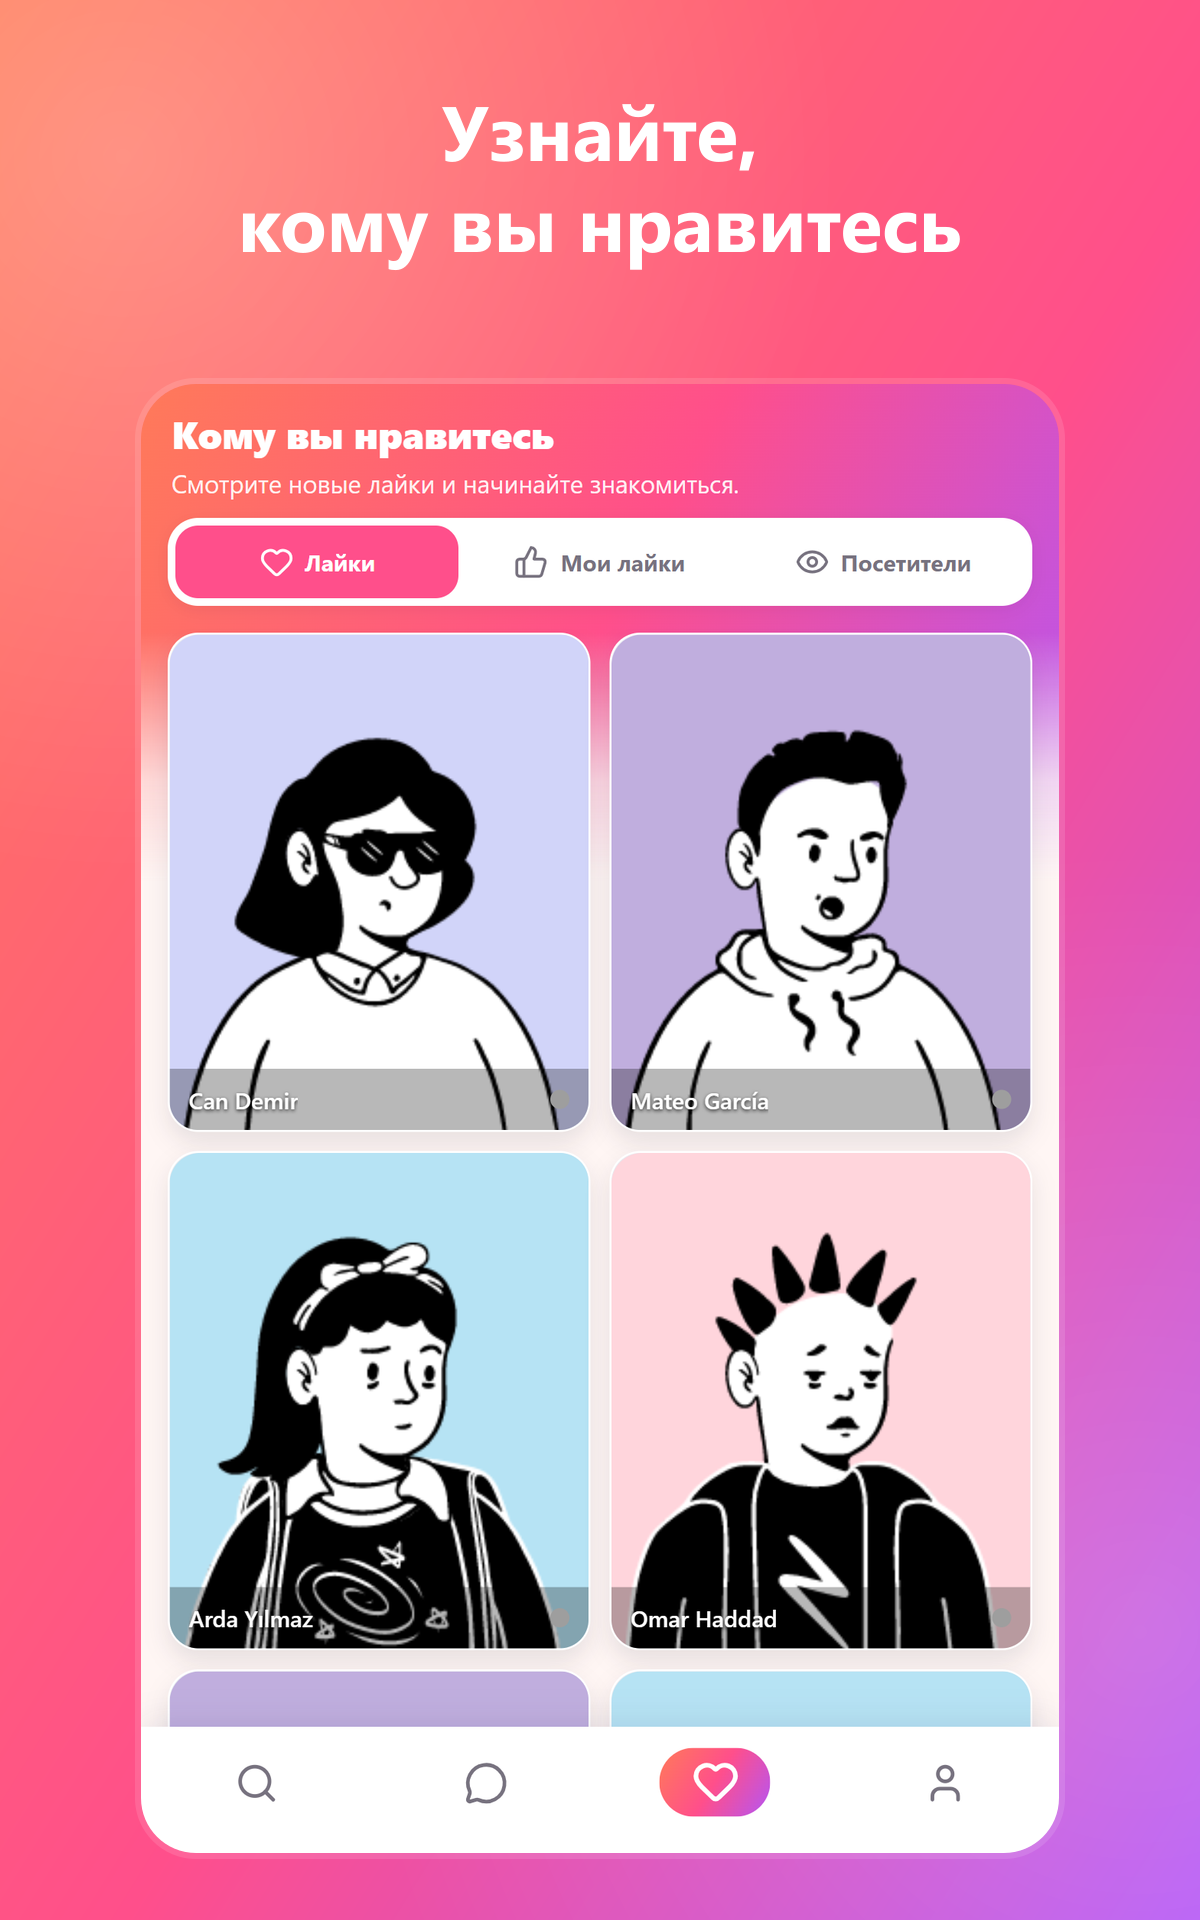 Узнайте,
кому вы нравитесь
Кому вы нравитесь
Смотрите новые лайки и начинайте знакомиться.
Лайки
Мои лайки
Посетители
Can Demir
Mateo García
Arda Yılmaz
Omar Haddad